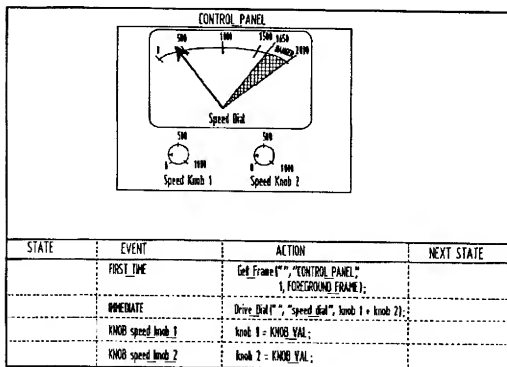 CONTROL_PANEL
0 500 1000 1500 1650 2000
DANGER
Speed Dial
500 500
0 1000 0 1000
Speed Knob 1 Speed Knob 2
STATE EVENT ACTION NEXT STATE
FIRST_TIME Get_Frame("","CONTROL_PANEL",
1, FOREGROUND_FRAME);
IMMEDIATE Drive_Dial("", "speed_dial", knob 1 + knob 2);
KNOB speed_knob_1 knob 1 = KNOB_VAL;
KNOB speed_knob_2 knob 2 = KNOB_VAL;